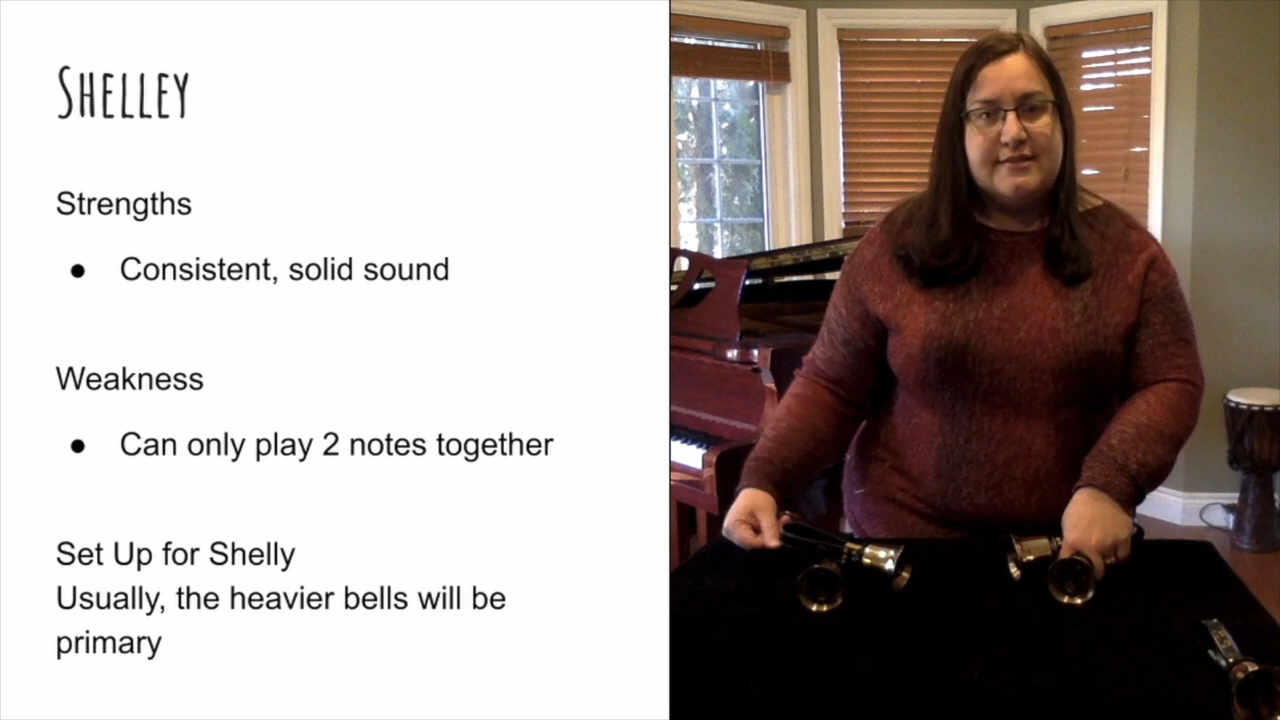 SHELLEY
Strengths
● Consistent, solid sound
Weakness
● Can only play 2 notes together
Set Up for Shelly
Usually, the heavier bells will be
primary